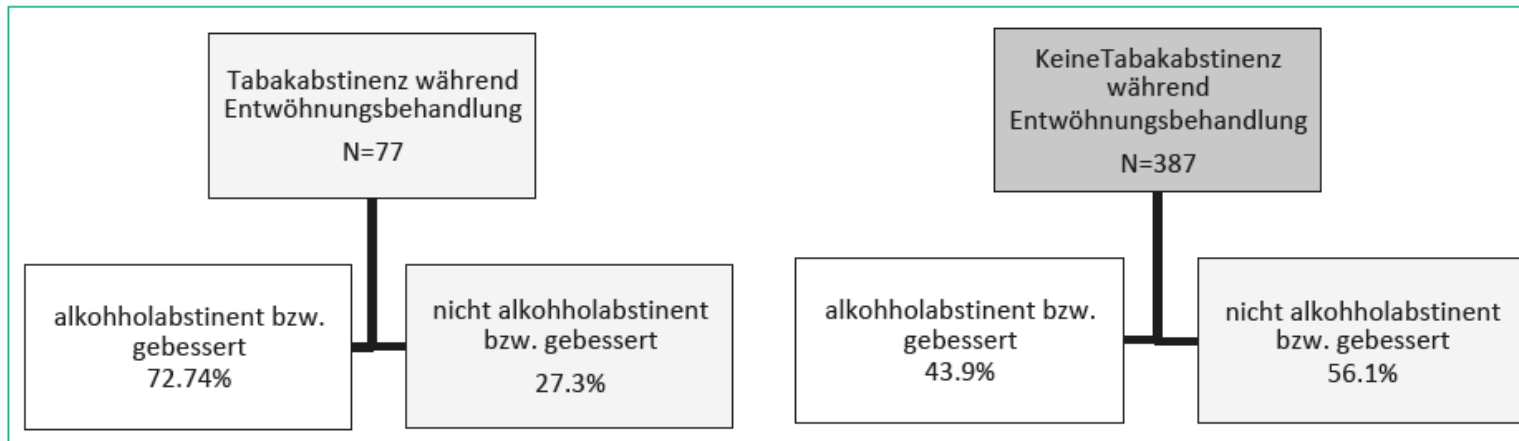 Tabakabstinenz während
Entwöhnungsbehandlung
N=77
alkohholabstinent bzw.
gebessert
72.74%
nicht alkohholabstinent
bzw. gebessert
27.3%
KeineTabakabstinenz
während
Entwöhnungsbehandlung
N=387
alkohholabstinent bzw.
gebessert
43.9%
nicht alkohholabstinent
bzw. gebessert
56.1%